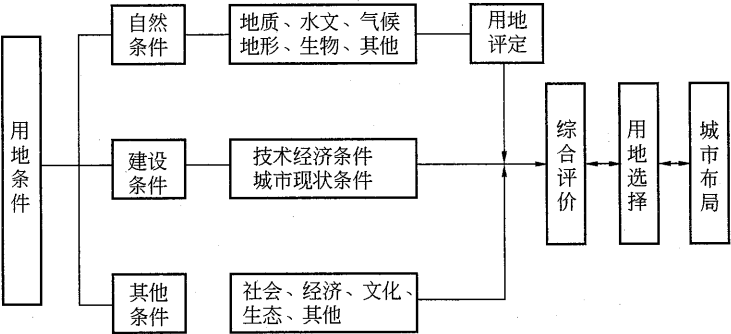 用地条件
自然
条件
地质、水文、气候
地形、生物、其他
用地
评定
建设
条件
技术经济条件
城市现状条件
其他
条件
社会、经济、文化、
生态、其他
综合评价
用地选择
城市布局